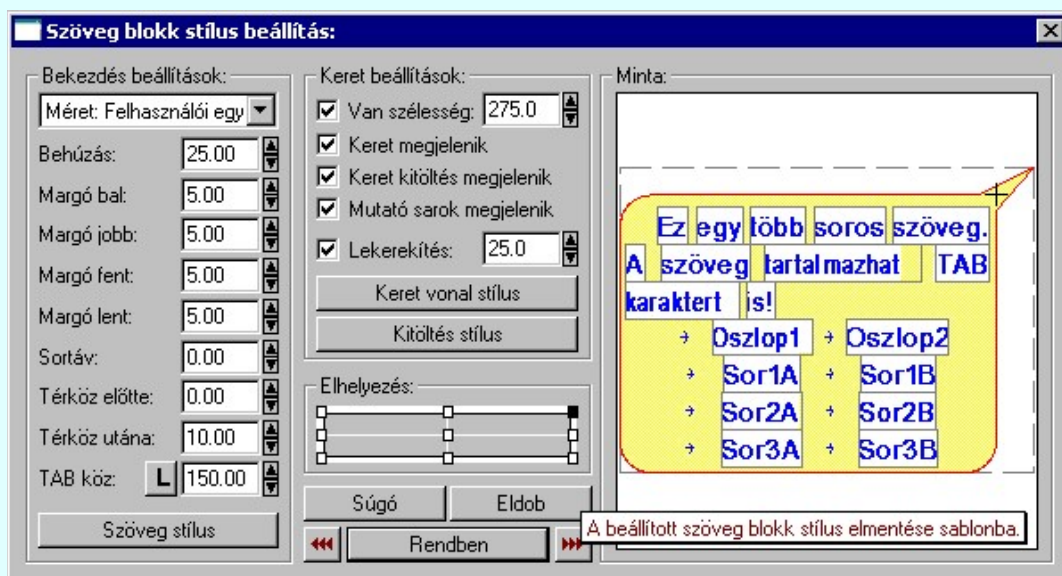 Szöveg blokk stílus beállítás:
Bekezdés beállítások:
Méret: Felhasználói egy
Behúzás: 25.00
Margó bal: 5.00
Margó jobb: 5.00
Margó fent: 5.00
Margó lent: 5.00
Sortáv: 0.00
Térköz előtte: 0.00
Térköz utána: 10.00
TAB köz: L 150.00
Szöveg stílus
Keret beállítások:
Van szélesség: 275.0
Keret megjelenik
Keret kitöltés megjelenik
Mutató sarok megjelenik
Lekerekítés: 25.0
Keret vonal stílus
Kitöltés stílus
Elhelyezés:
Súgó Eldob
Rendben
Minta:
Ez egy több soros szöveg.
A szöveg tartalmazhat TAB
karaktert is!
Oszlop1 Oszlop2
Sor1A Sor1B
Sor2A Sor2B
Sor3A Sor3B
A beállított szöveg blokk stílus elmentése sablonba.